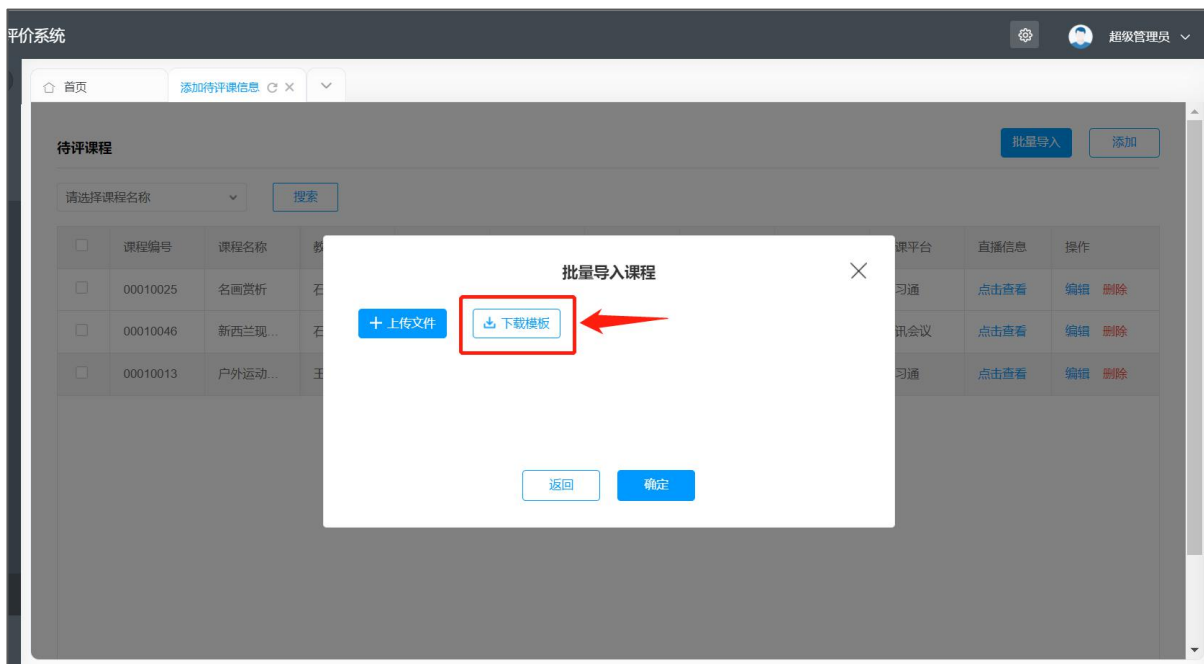 评价系统
超级管理员
首页
添加待评课信息
待评课程
批量导入
添加
请选择课程名称
搜索
课程编号 课程名称 教 课平台 直播信息 操作
00010025 名画赏析 石 习通 点击查看 编辑 删除
00010046 新西兰现... 石 讯会议 点击查看 编辑 删除
00010013 户外运动... 王 习通 点击查看 编辑 删除
批量导入课程
上传文件
下载模板
返回
确定